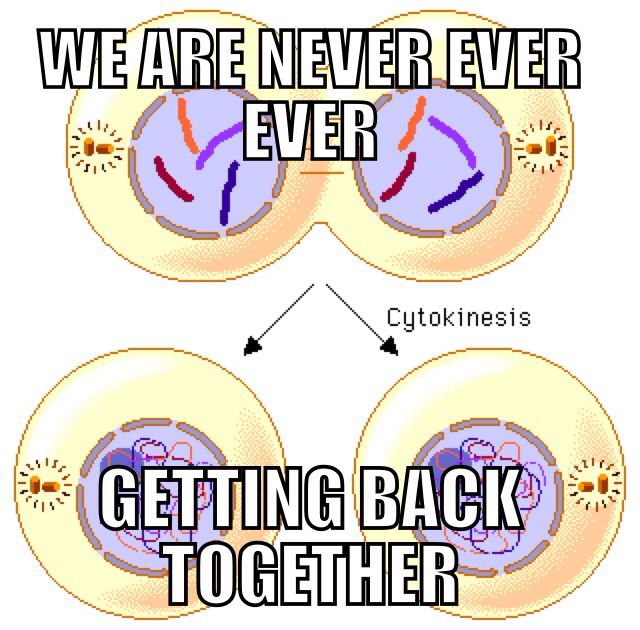 WE ARE NEVER EVER
EVER
Cytokinesis
GETTING BACK
TOGETHER